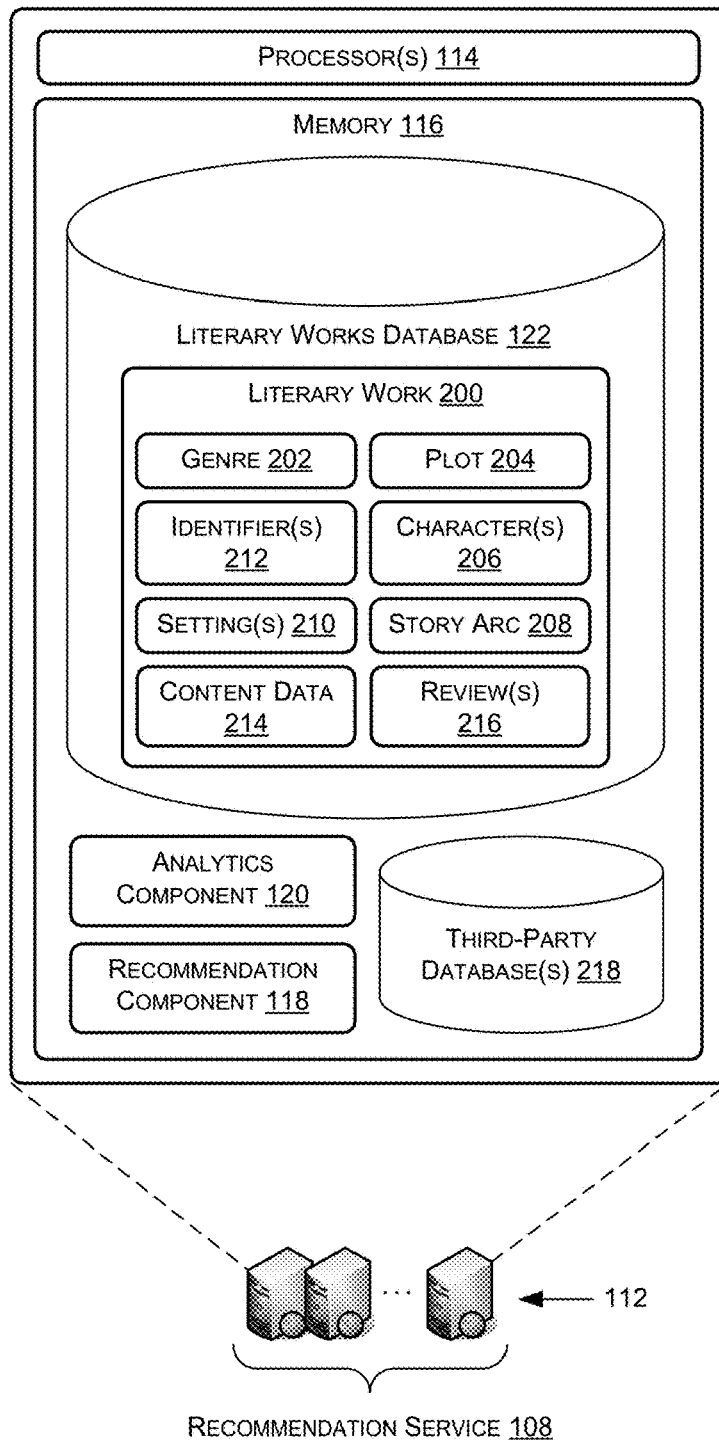 PROCESSOR(S) 114
MEMORY 116
LITERARY WORKS DATABASE 122
LITERARY WORK 200
GENRE 202
PLOT 204
IDENTIFIER(S)
212
CHARACTER(S)
206
SETTING(S) 210
STORY ARC 208
CONTENT DATA
214
REVIEW(S)
216
ANALYTICS
COMPONENT 120
RECOMMENDATION
COMPONENT 118
THIRD-PARTY
DATABASE(S) 218
...
112
RECOMMENDATION SERVICE 108